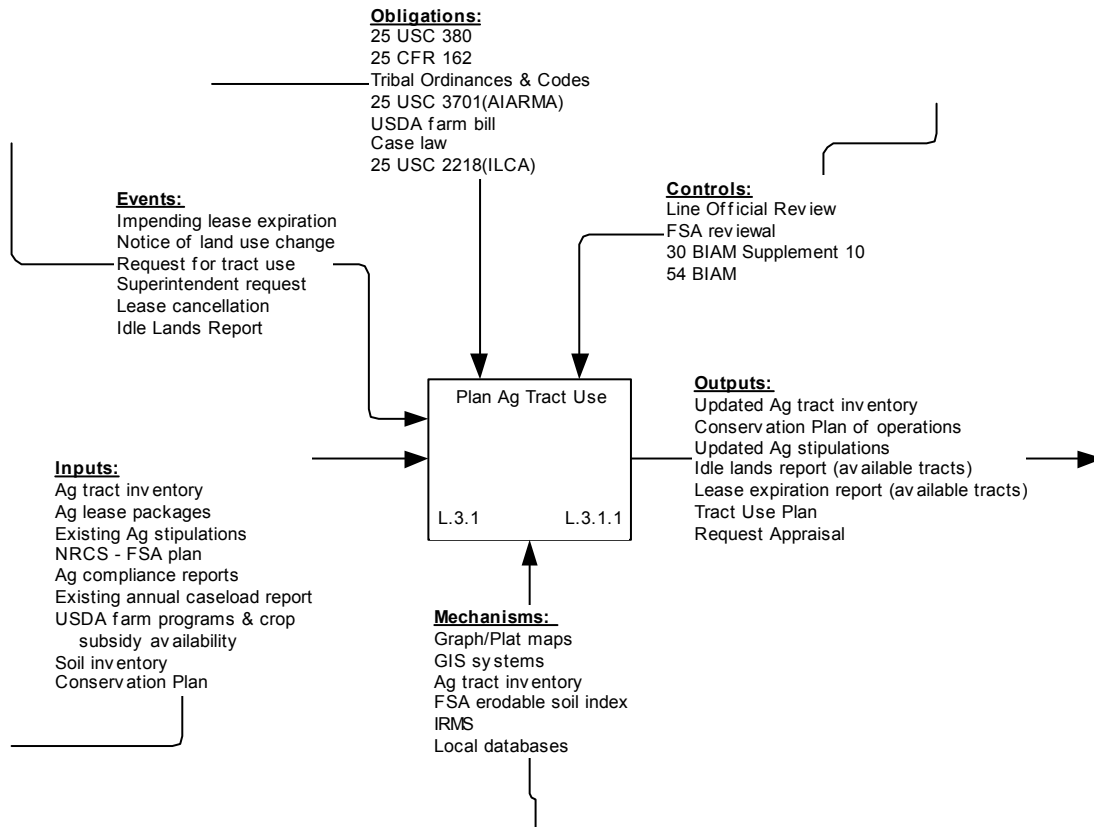 Obligations:
25 USC 380
25 CFR 162
Tribal Ordinances & Codes
25 USC 3701(AIARMA)
USDA farm bill
Case law
25 USC 2218(ILCA)
Events:
Impending lease expiration
Notice of land use change
Request for tract use
Superintendent request
Lease cancellation
Idle Lands Report
Controls:
Line Official Review
FSA reviewal
30 BIAM Supplement 10
54 BIAM
Plan Ag Tract Use
L.3.1
L.3.1.1
Outputs:
Updated Ag tract inventory
Conservation Plan of operations
Updated Ag stipulations
Idle lands report (available tracts)
Lease expiration report (available tracts)
Tract Use Plan
Request Appraisal
Inputs:
Ag tract inventory
Ag lease packages
Existing Ag stipulations
NRCS - FSA plan
Ag compliance reports
Existing annual caseload report
USDA farm programs & crop
subsidy availability
Soil inventory
Conservation Plan
Mechanisms:
Graph/Plat maps
GIS systems
Ag tract inventory
FSA erodable soil index
IRMS
Local databases